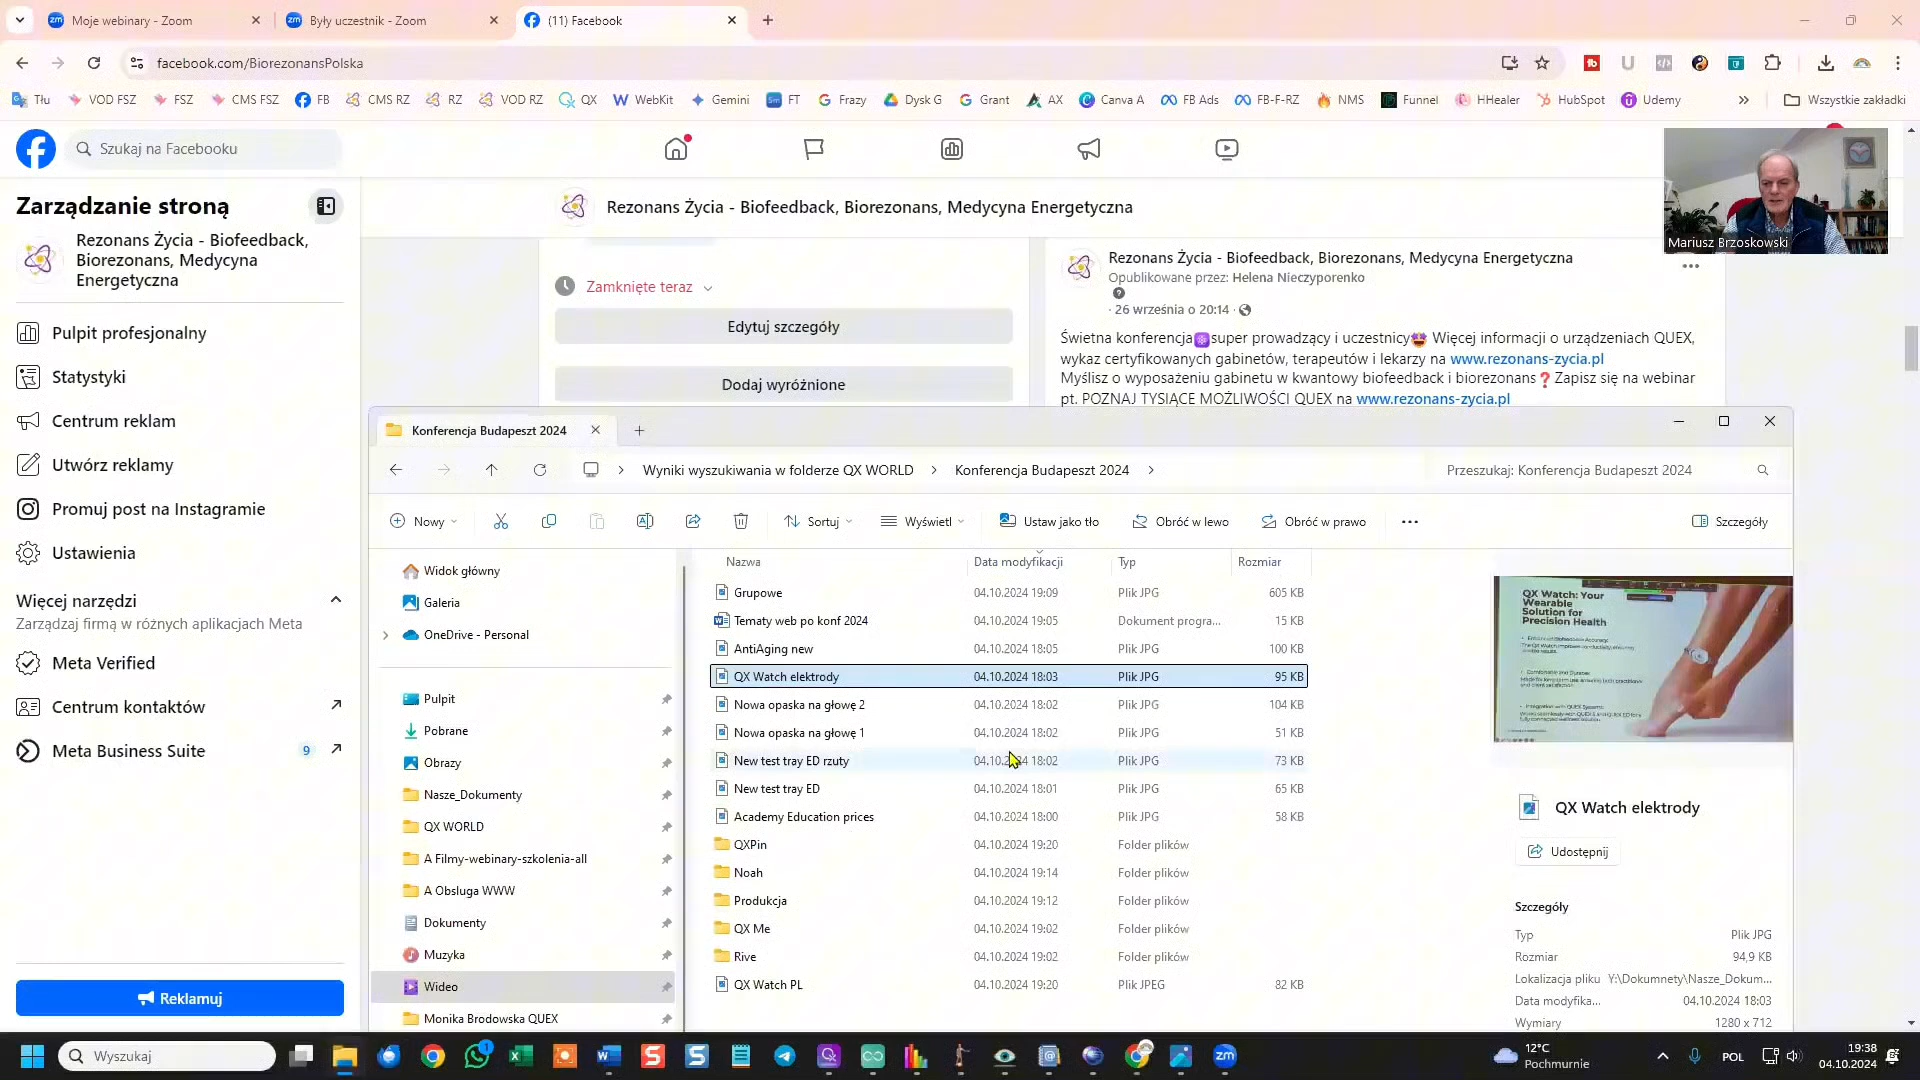 Moje webinary - Zoom
Były uczestnik - Zoom
(11) Facebook
facebook.com/BiorezonansPolska
Tłu
VOD FSZ
FSZ
CMS FSZ
FB
CMS RZ
RZ
VOD RZ
QX
WebKit
Gemini
FT
Frazy
Dysk G
Grant
AX
Canva A
FB Ads
FB-F-RZ
NMS
Funnel
HHealer
HubSpot
Udemy
Wszystkie zakładki
Szukaj na Facebooku
Mariusz Brzoskowski
Zarządzanie stroną
Rezonans Życia - Biofeedback,
Biorezonans, Medycyna
Energetyczna
Pulpit profesjonalny
Statystyki
Centrum reklam
Utwórz reklamy
Promuj post na Instagramie
Ustawienia
Więcej narzędzi
Zarządzaj firmą w różnych aplikacjach Meta
Meta Verified
Centrum kontaktów
Meta Business Suite
9
Reklamuj
Rezonans Życia - Biofeedback, Biorezonans, Medycyna Energetyczna
Zamknięte teraz
Edytuj szczegóły
Dodaj wyróżnione
Rezonans Życia - Biofeedback, Biorezonans, Medycyna Energetyczna
Opublikowane przez: Helena Nieczyporenko
· 26 września o 20:14 ·
Świetna konferencja⚛️super prowadzący i uczestnicy🤩 Więcej informacji o urządzeniach QUEX,
wykaz certyfikowanych gabinetów, terapeutów i lekarzy na www.rezonans-zycia.pl
Myślisz o wyposażeniu gabinetu w kwantowy biofeedback i biorezonans❓Zapisz się na webinar
pt. POZNAJ TYSIĄCE MOŻLIWOŚCI QUEX na www.rezonans-zycia.pl
Konferencja Budapeszt 2024
Wyniki wyszukiwania w folderze QX WORLD
Konferencja Budapeszt 2024
Przeszukaj: Konferencja Budapeszt 2024
Nowy
Sortuj
Wyświetl
Ustaw jako tło
Obróć w lewo
Obróć w prawo
Szczegóły
Widok główny
Galeria
OneDrive - Personal
Pulpit
Pobrane
Obrazy
Nasze_Dokumenty
QX WORLD
A Filmy-webinary-szkolenia-all
A Obsluga WWW
Dokumenty
Muzyka
Wideo
Monika Brodowska QUEX
Nazwa Data modyfikacji Typ Rozmiar
Grupowe 04.10.2024 19:09 Plik JPG 605 KB
Tematy web po konf 2024 04.10.2024 19:05 Dokument progra... 15 KB
AntiAging new 04.10.2024 18:05 Plik JPG 100 KB
QX Watch elektrody 04.10.2024 18:03 Plik JPG 95 KB
Nowa opaska na głowę 2 04.10.2024 18:02 Plik JPG 104 KB
Nowa opaska na głowę 1 04.10.2024 18:02 Plik JPG 51 KB
New test tray ED rzuty 04.10.2024 18:02 Plik JPG 73 KB
New test tray ED 04.10.2024 18:01 Plik JPG 65 KB
Academy Education prices 04.10.2024 18:00 Plik JPG 58 KB
QXPin 04.10.2024 19:20 Folder plików
Noah 04.10.2024 19:14 Folder plików
Produkcja 04.10.2024 19:12 Folder plików
QX Me 04.10.2024 19:02 Folder plików
Rive 04.10.2024 19:02 Folder plików
QX Watch PL 04.10.2024 19:20 Plik JPEG 82 KB
QX Watch: Your
Wearable
Solution for
Precision Health
QX Watch elektrody
Udostępnij
Szczegóły
Typ Plik JPG
Rozmiar 94,9 KB
Lokalizacja pliku Y:\Dokumnety\Nasze_Dokum...
Data modyfika... 04.10.2024 18:03
Wymiary 1280 x 712
Wyszukaj
1
12°C
Pochmurnie
POL
19:38
04.10.2024